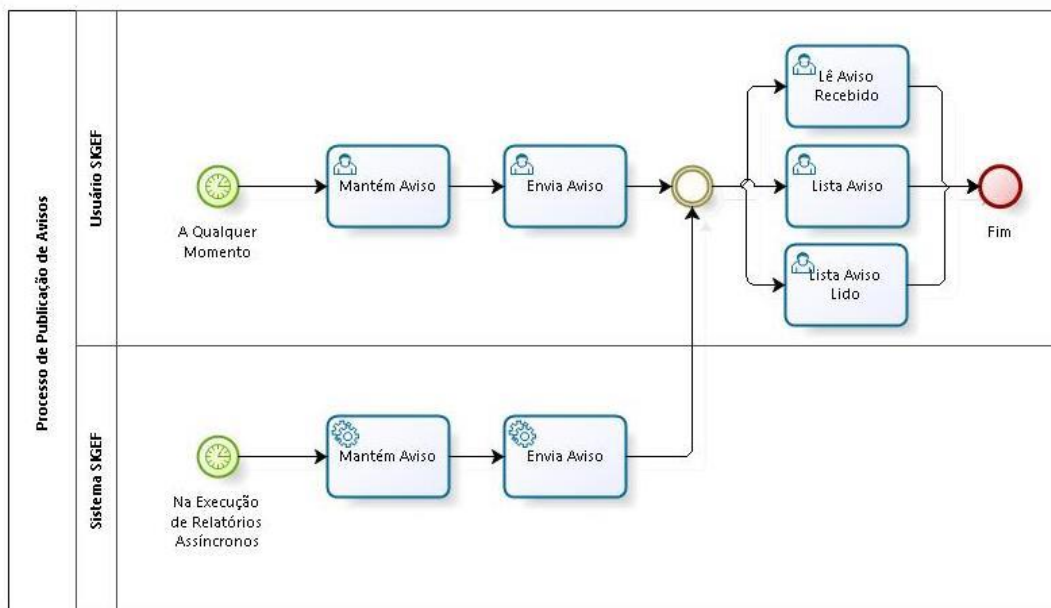 Processo de Publicação de Avisos
Usuário SIGEF
A Qualquer
Momento
Mantém Aviso
Envia Aviso
Lê Aviso
Recebido
Lista Aviso
Lista Aviso
Lido
Fim
Sistema SIGEF
Na Execução
de Relatórios
Assíncronos
Mantém Aviso
Envia Aviso